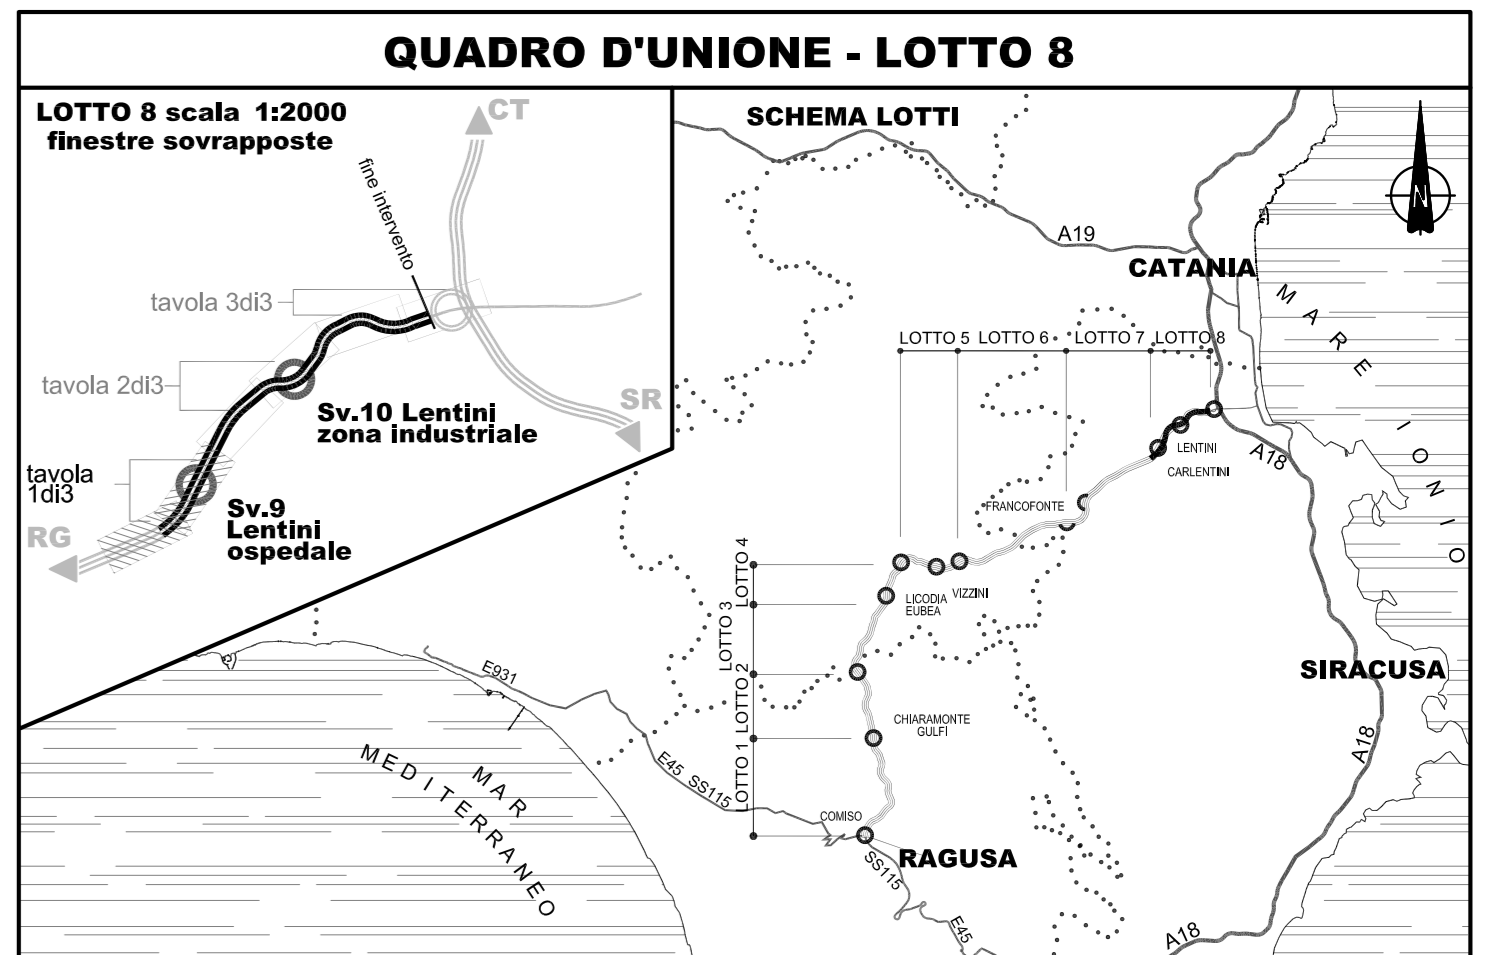 QUADRO D'UNIONE - LOTTO 8
LOTTO 8 scala 1:2000
finestre sovrapposte
CT
fine intervento
tavola 3di3
tavola 2di3
Sv.10 Lentini
zona industriale
SR
tavola
1di3
Sv.9
Lentini
ospedale
RG
SCHEMA LOTTI
N
A19
CATANIA
MARE IONIO
LOTTO 5
LOTTO 6
LOTTO 7
LOTTO 8
LENTINI
CARLENTINI
A18
FRANCOFONTE
LOTTO 4
LOTTO 3
LOTTO 2
LOTTO 1
LICODIA
EUBEA
VIZZINI
SIRACUSA
E931
CHIARAMONTE
GULFI
A18
MAR
MEDITERRANEO
E45 SS115
COMISO
RAGUSA
SS115
E45
A18